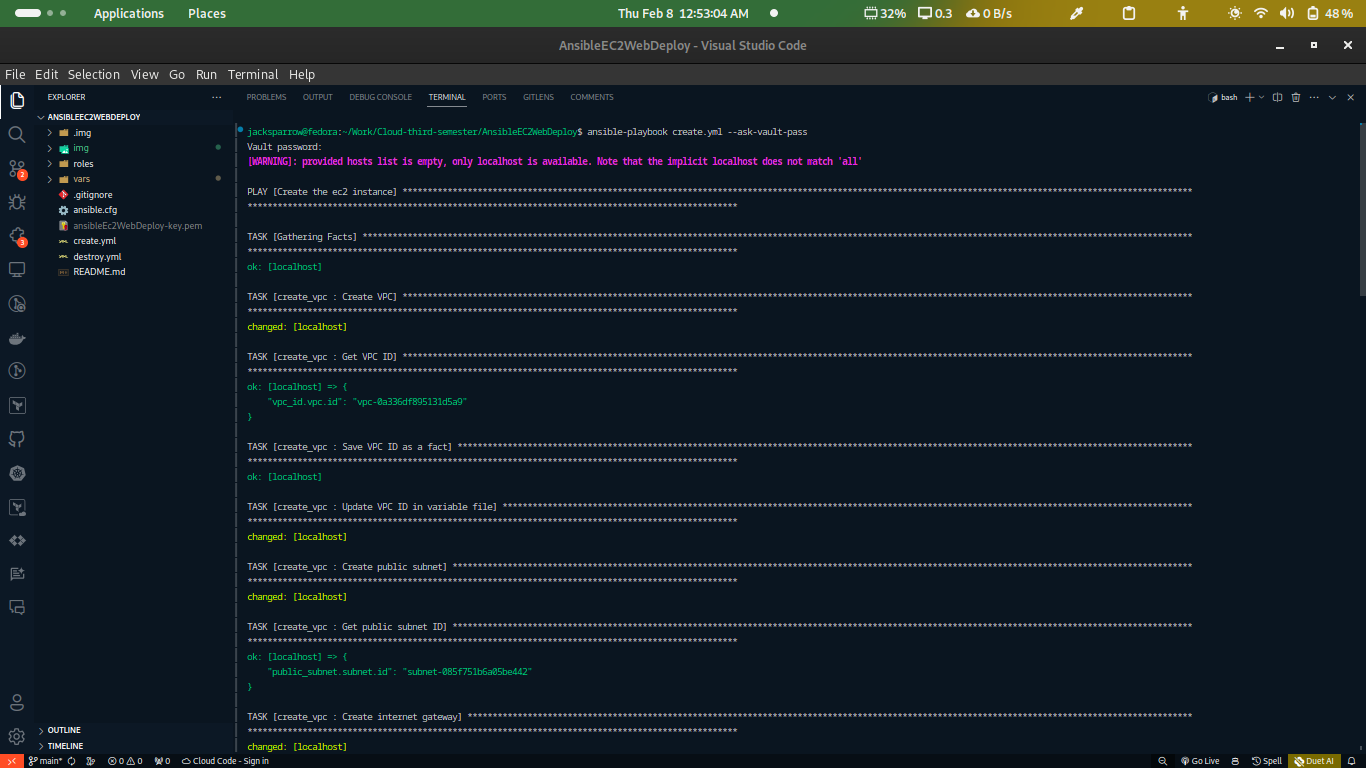 Applications Places Thu Feb 8 12:53:04 AM 32% 0.3 0 B/s 48 %
AnsibleEC2WebDeploy - Visual Studio Code
File Edit Selection View Go Run Terminal Help
EXPLORER
ANSIBLEEC2WEBDEPLOY
.img
img
roles
vars
.gitignore
ansible.cfg
ansibleEc2WebDeploy-key.pem
create.yml
destroy.yml
README.md
OUTLINE
TIMELINE
2
3
PROBLEMS OUTPUT DEBUG CONSOLE TERMINAL PORTS GITLENS COMMENTS bash
jacksparrow@fedora:~/Work/Cloud-third-semester/AnsibleEC2WebDeploy$ ansible-playbook create.yml --ask-vault-pass
Vault password:
[WARNING]: provided hosts list is empty, only localhost is available. Note that the implicit localhost does not match 'all'
PLAY [Create the ec2 instance]
TASK [Gathering Facts]
ok: [localhost]
TASK [create_vpc : Create VPC]
changed: [localhost]
TASK [create_vpc : Get VPC ID]
ok: [localhost] => {
"vpc_id.vpc.id": "vpc-0a336df895131d5a9"
}
TASK [create_vpc : Save VPC ID as a fact]
ok: [localhost]
TASK [create_vpc : Update VPC ID in variable file]
changed: [localhost]
TASK [create_vpc : Create public subnet]
changed: [localhost]
TASK [create_vpc : Get public subnet ID]
ok: [localhost] => {
"public_subnet.subnet.id": "subnet-085f751b6a05be442"
}
TASK [create_vpc : Create internet gateway]
changed: [localhost]
main* 0 0 0 Cloud Code - Sign in Go Live Spell Duet AI